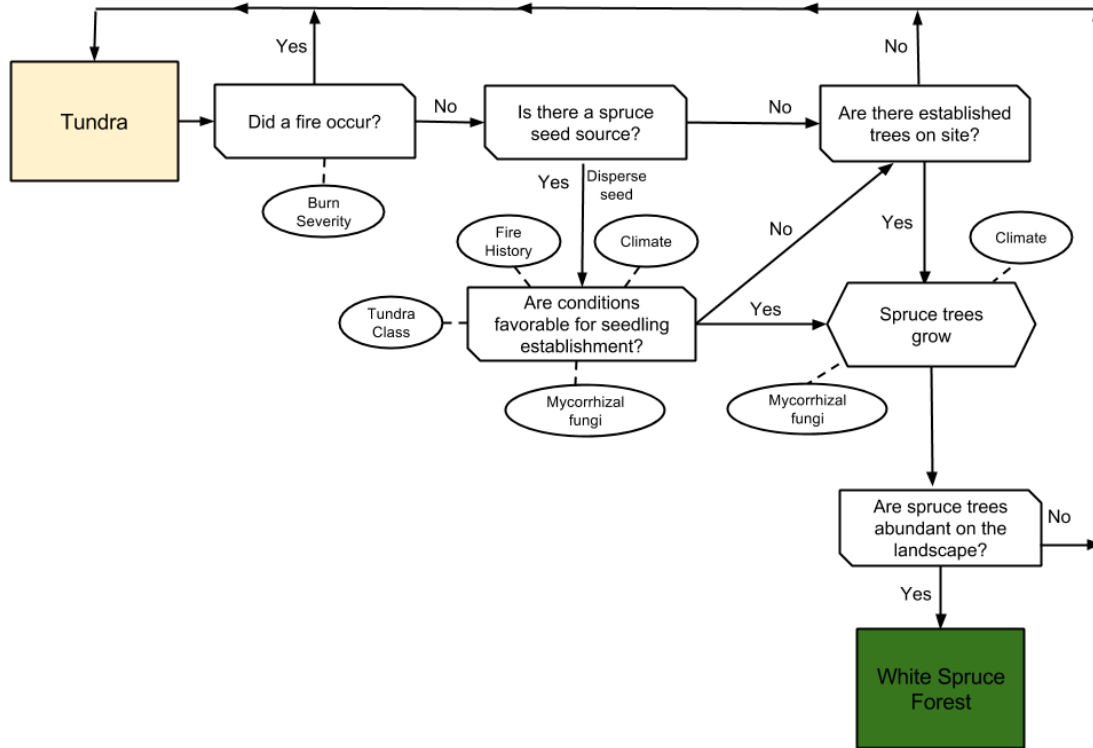 Tundra
Did a fire occur?
Yes
No
Burn
Severity
Is there a spruce
seed source?
No
Yes
Disperse
seed
Are there established
trees on site?
No
Yes
Fire
History
Climate
Tundra
Class
Are conditions
favorable for seedling
establishment?
Mycorrhizal
fungi
No
Yes
Climate
Spruce trees
grow
Mycorrhizal
fungi
Are spruce trees
abundant on the
landscape?
No
Yes
White Spruce
Forest